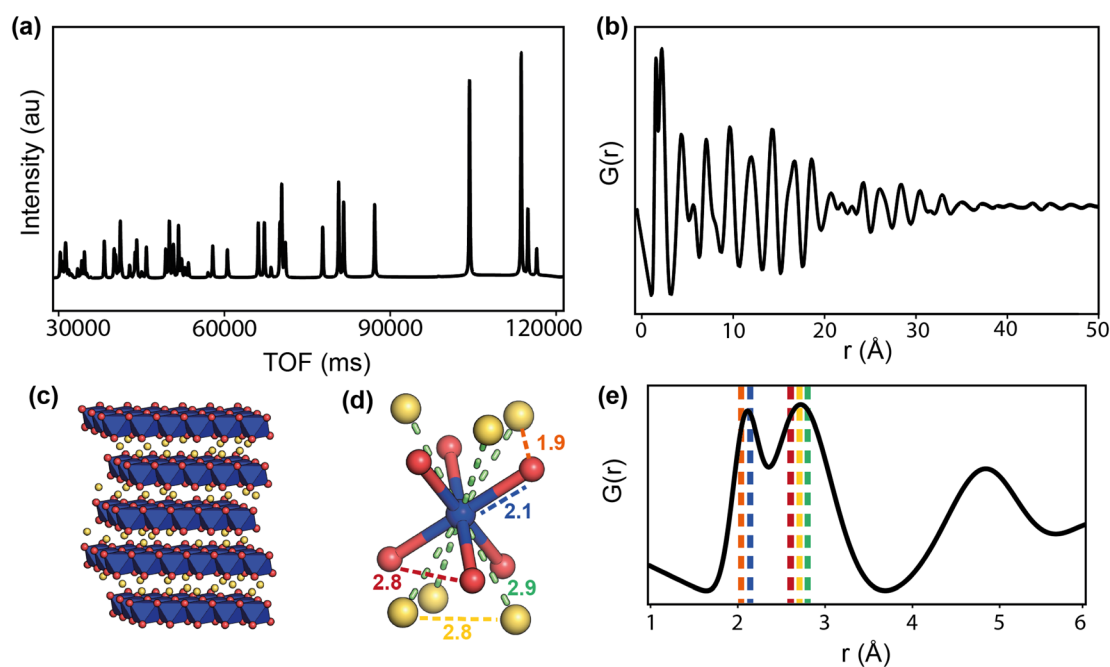 (a)
Intensity (au)
30000 60000 90000 120000
TOF (ms)
(b)
G(r)
0 10 20 30 40 50
r (Å)
(c)
(d)
1.9
2.1
2.8
2.9
2.8
(e)
G(r)
1 2 3 4 5 6
r (Å)